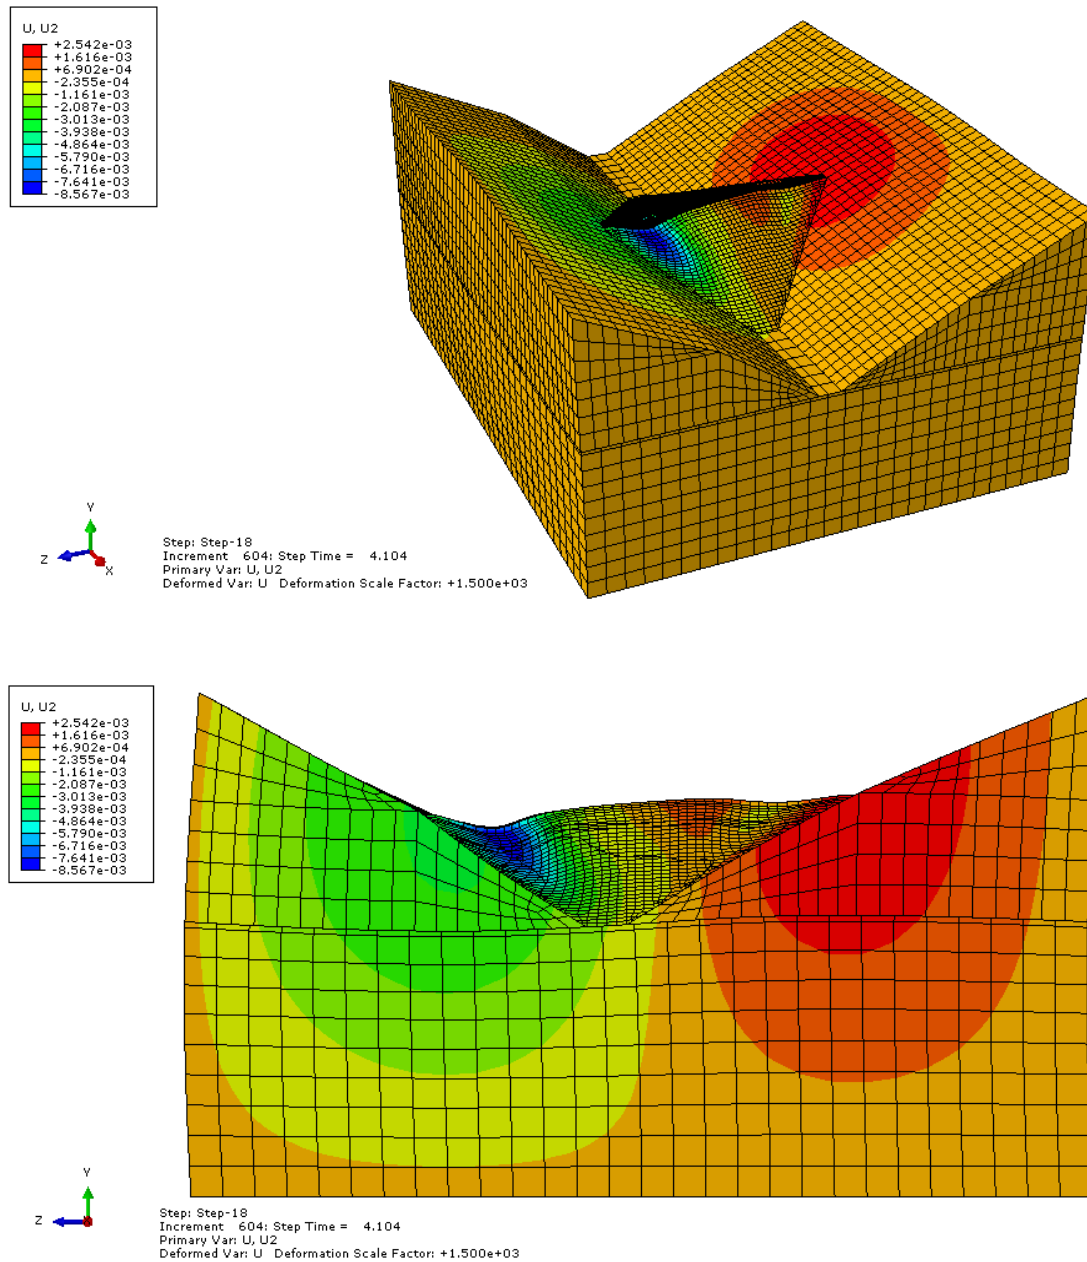 U, U2
+2.542e-03
+1.616e-03
+6.902e-04
-2.355e-04
-1.161e-03
-2.087e-03
-3.013e-03
-3.938e-03
-4.864e-03
-5.790e-03
-6.716e-03
-7.641e-03
-8.567e-03
Y
Z
X
Step: Step-18
Increment 604: Step Time = 4.104
Primary Var: U, U2
Deformed Var: U Deformation Scale Factor: +1.500e+03
U, U2
+2.542e-03
+1.616e-03
+6.902e-04
-2.355e-04
-1.161e-03
-2.087e-03
-3.013e-03
-3.938e-03
-4.864e-03
-5.790e-03
-6.716e-03
-7.641e-03
-8.567e-03
Y
Z
Step: Step-18
Increment 604: Step Time = 4.104
Primary Var: U, U2
Deformed Var: U Deformation Scale Factor: +1.500e+03